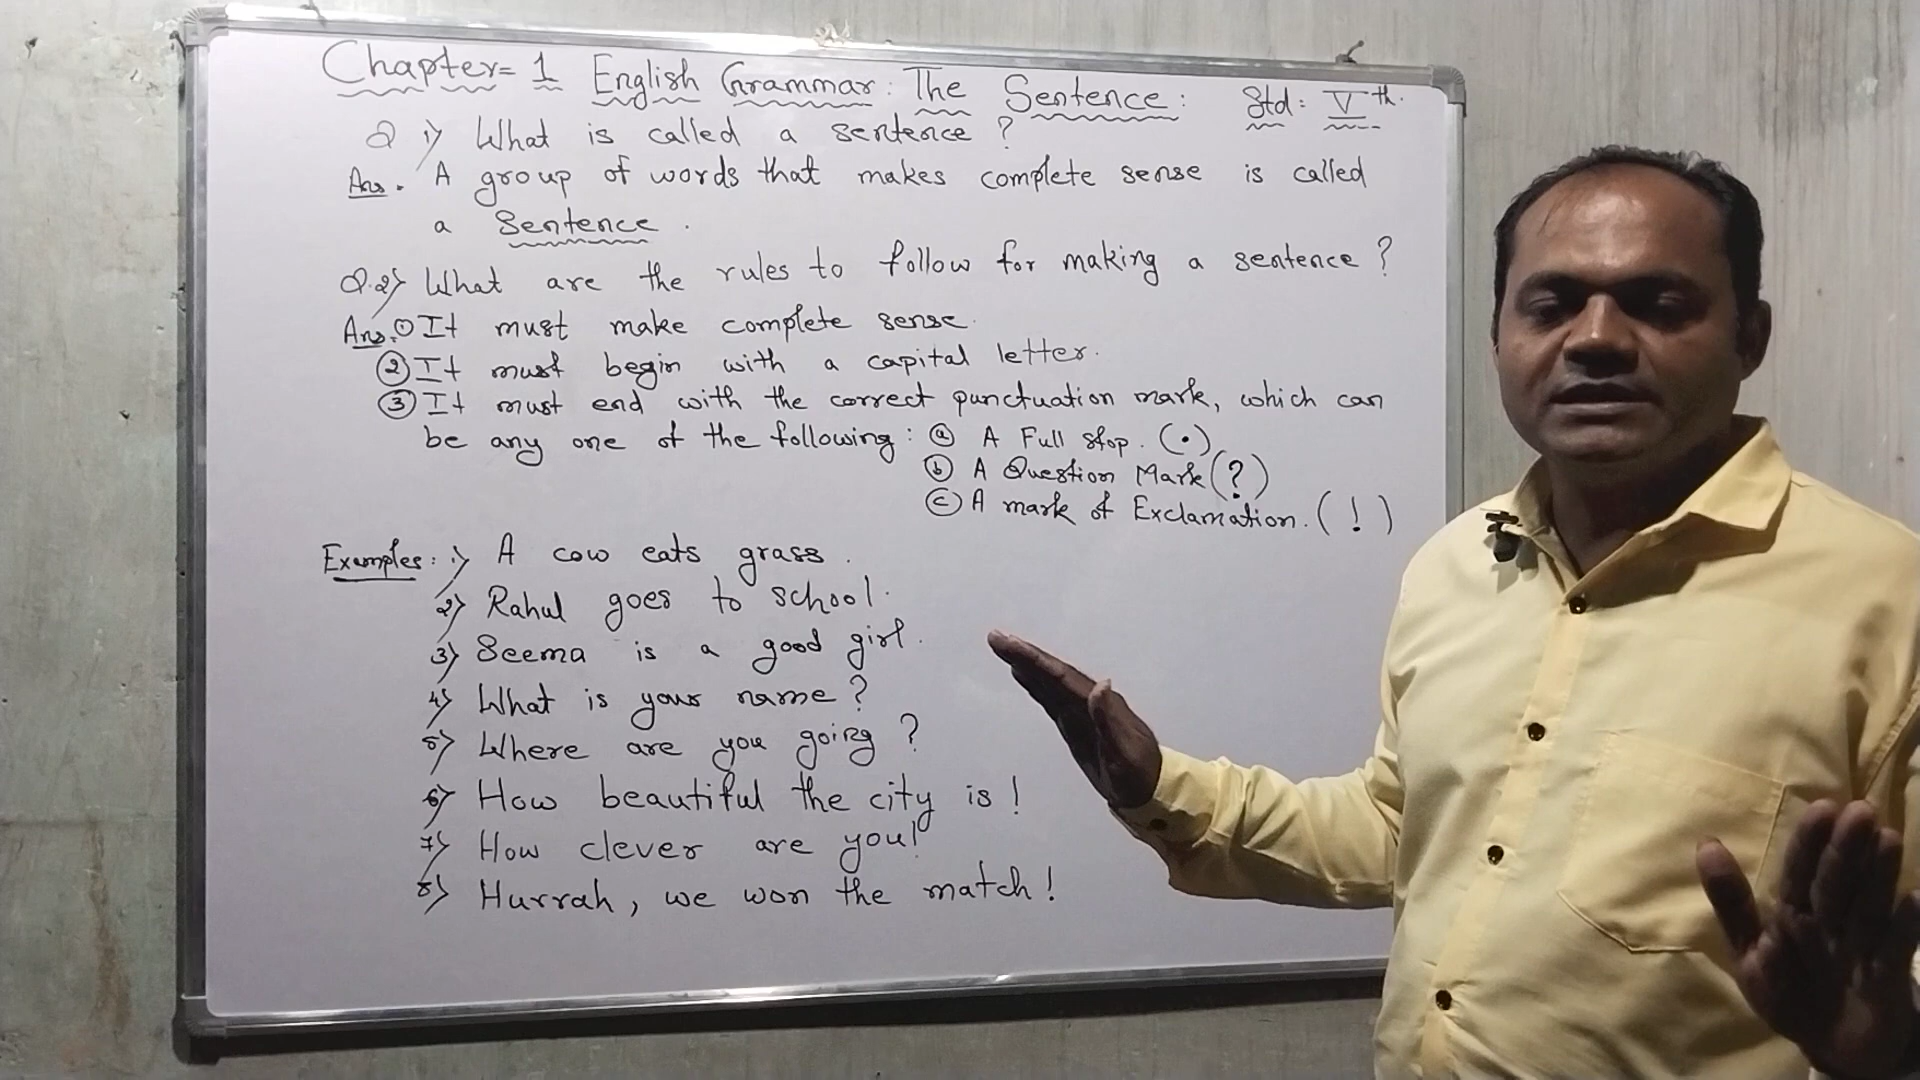 Chapter= 1 English Grammar: The Sentence: Std: Vth.
Q 1) What is called a sentence ?
Ans. A group of words that makes complete sense is called
a Sentence.
Q.2) What are the rules to follow for making a sentence ?
Ans. ① It must make complete sense.
② It must begin with a capital letter.
③ It must end with the correct punctuation mark, which can
be any one of the following: ⓐ A Full stop. (.)
ⓑ A Question Mark (?)
ⓒ A mark of Exclamation. (!)
Examples: 1) A cow eats grass.
2) Rahul goes to school.
3) Seema is a good girl.
4) What is your name ?
5) Where are you going ?
6) How beautiful the city is !
7) How clever are you!
8) Hurrah, we won the match !